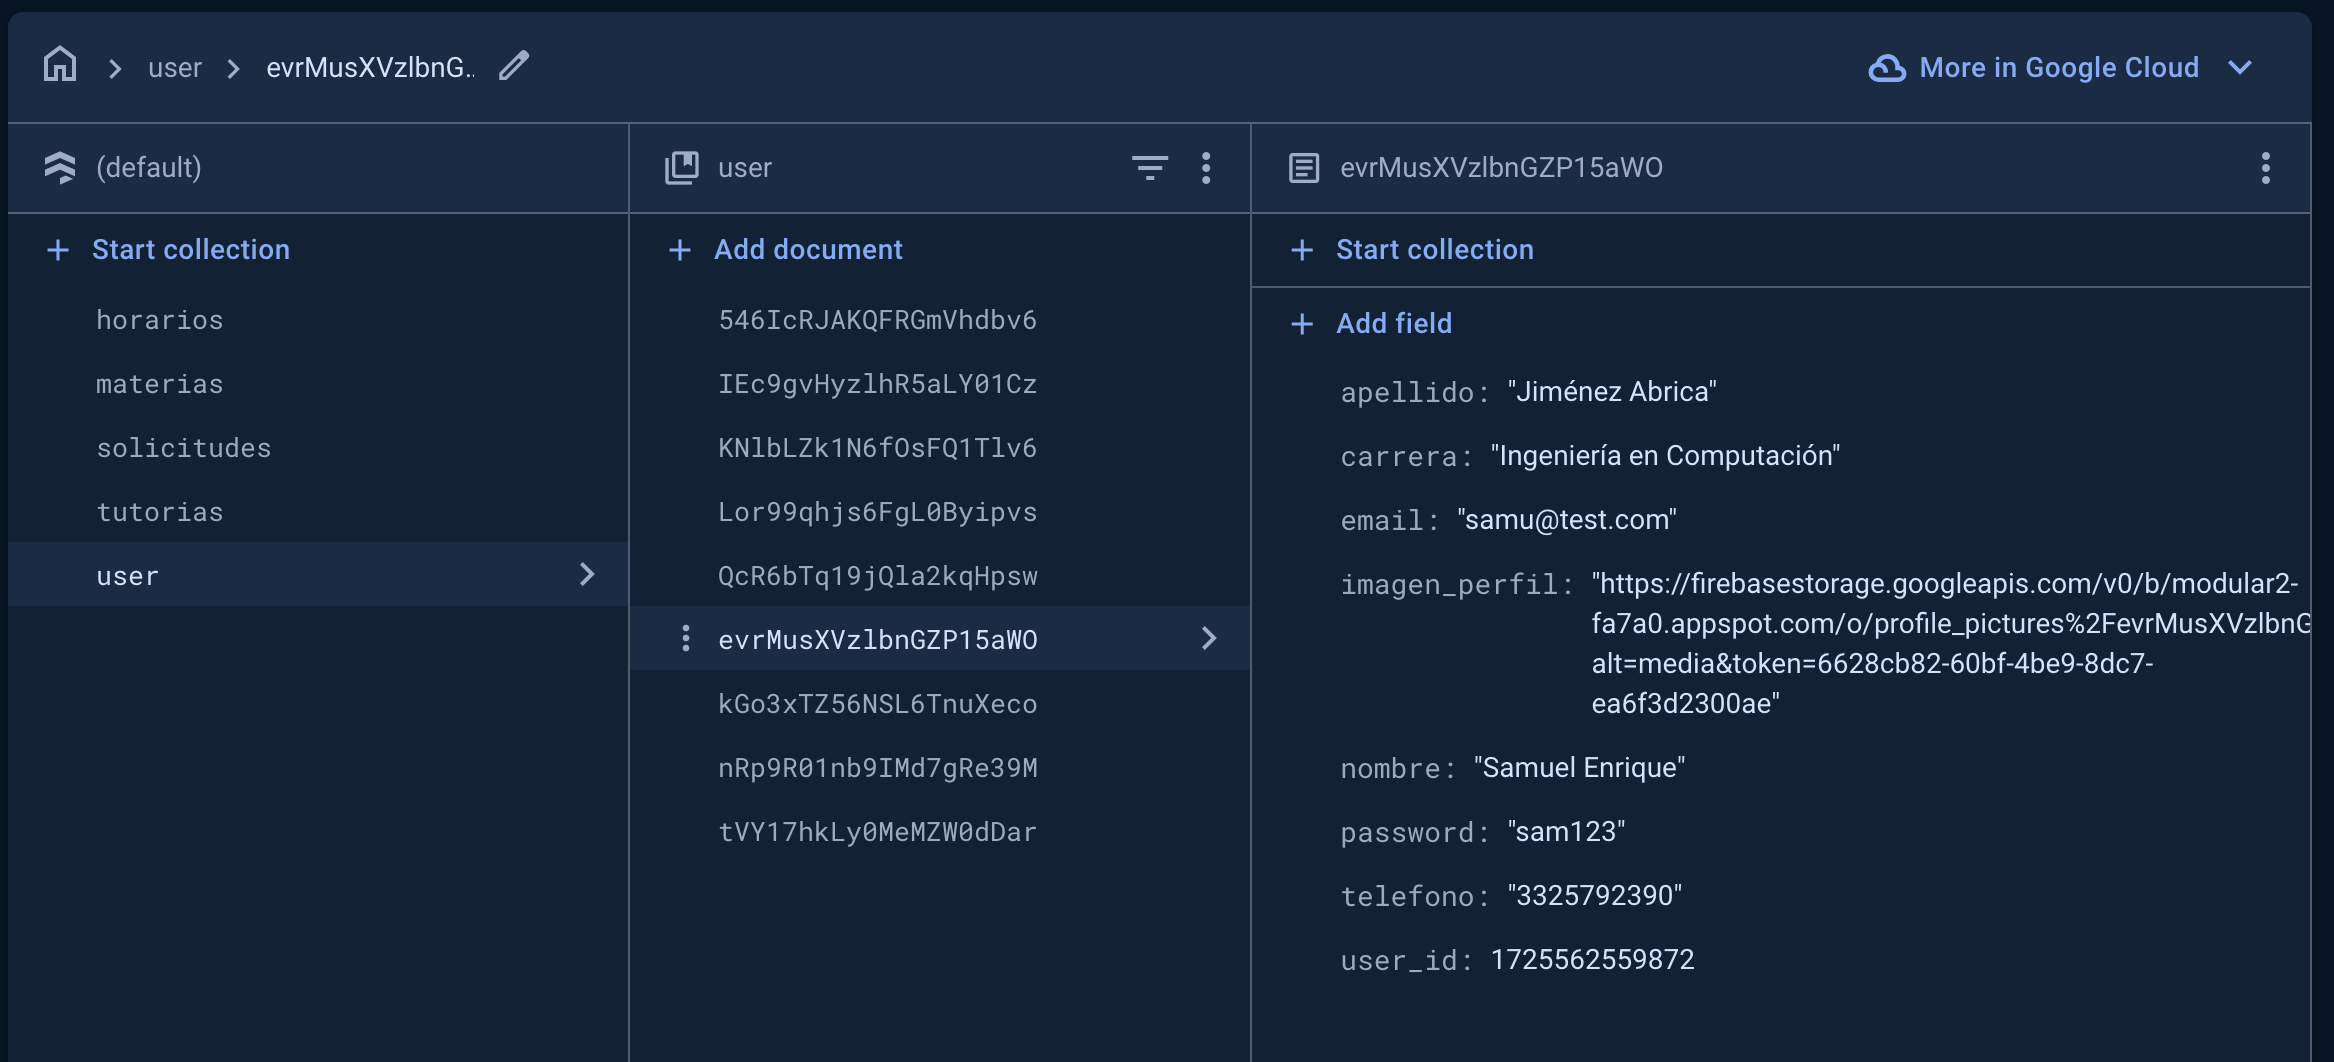 user
evrMusXVzlbnG..
More in Google Cloud
(default)
Start collection
horarios
materias
solicitudes
tutorias
user
user
Add document
546IcRJAKQFRGmVhdbv6
IEc9gvHyzlhR5aLY01Cz
KNlbLZk1N6fOsFQ1Tlv6
Lor99qhjs6FgL0Byipvs
QcR6bTq19jQla2kqHpsw
evrMusXVzlbnGZP15aWO
kGo3xTZ56NSL6TnuXeco
nRp9R01nb9IMd7gRe39M
tVY17hkLy0MeMZW0dDar
evrMusXVzlbnGZP15aWO
Start collection
Add field
apellido: "Jiménez Abrica"
carrera: "Ingeniería en Computación"
email: "samu@test.com"
imagen_perfil: "https://firebasestorage.googleapis.com/v0/b/modular2-
fa7a0.appspot.com/o/profile_pictures%2FevrMusXVzlbnG
alt=media&token=6628cb82-60bf-4be9-8dc7-
ea6f3d2300ae"
nombre: "Samuel Enrique"
password: "sam123"
telefono: "3325792390"
user_id: 1725562559872